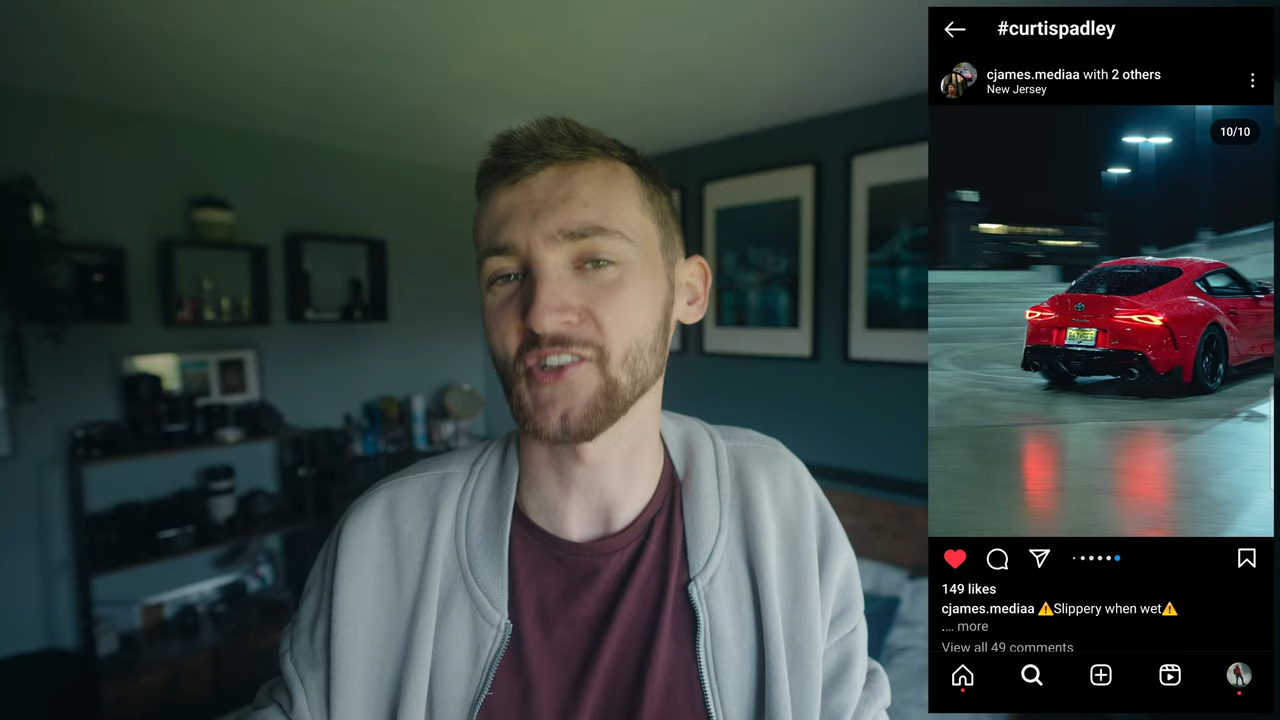 #curtispadley
cjames.mediaa with 2 others
New Jersey
10/10
149 likes
cjames.mediaa ⚠️Slippery when wet⚠️
.... more
View all 49 comments